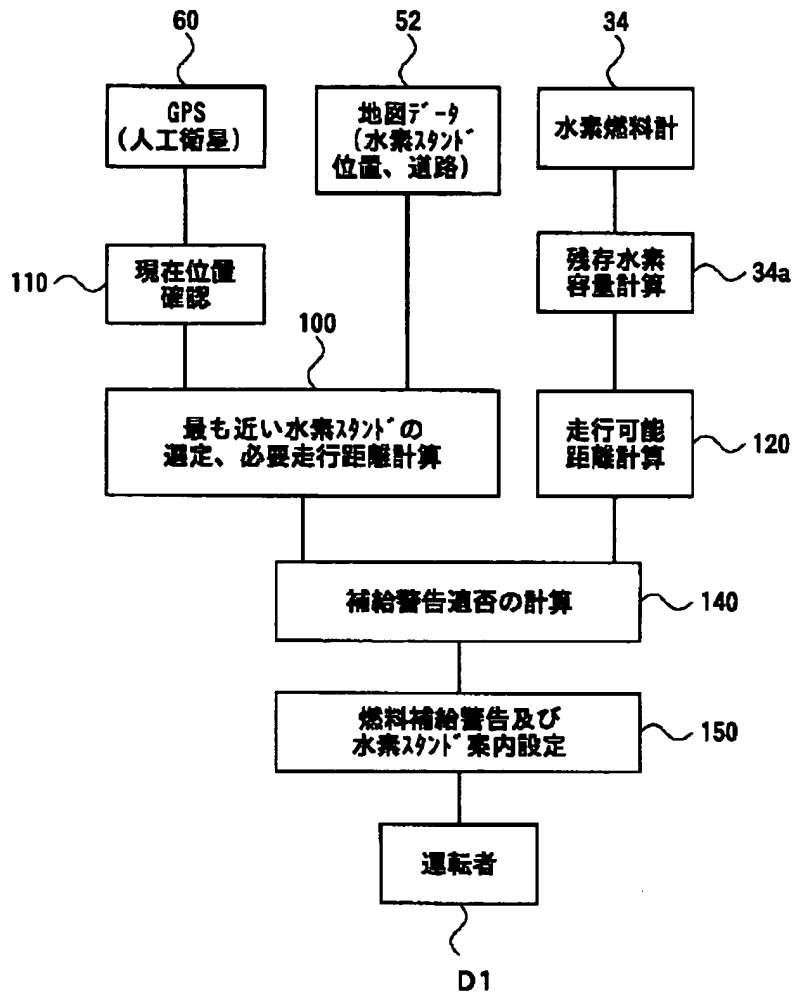 60
52
34
GPS
(人工衛星)
地図ﾃﾞｰﾀ
(水素ｽﾀﾝﾄﾞ
位置、道路)
水素燃料計
110
現在位置
確認
残存水素
容量計算
34a
100
最も近い水素ｽﾀﾝﾄﾞの
選定、必要走行距離計算
走行可能
距離計算
120
補給警告適否の計算
140
燃料補給警告及び
水素ｽﾀﾝﾄﾞ案内設定
150
運転者
D1